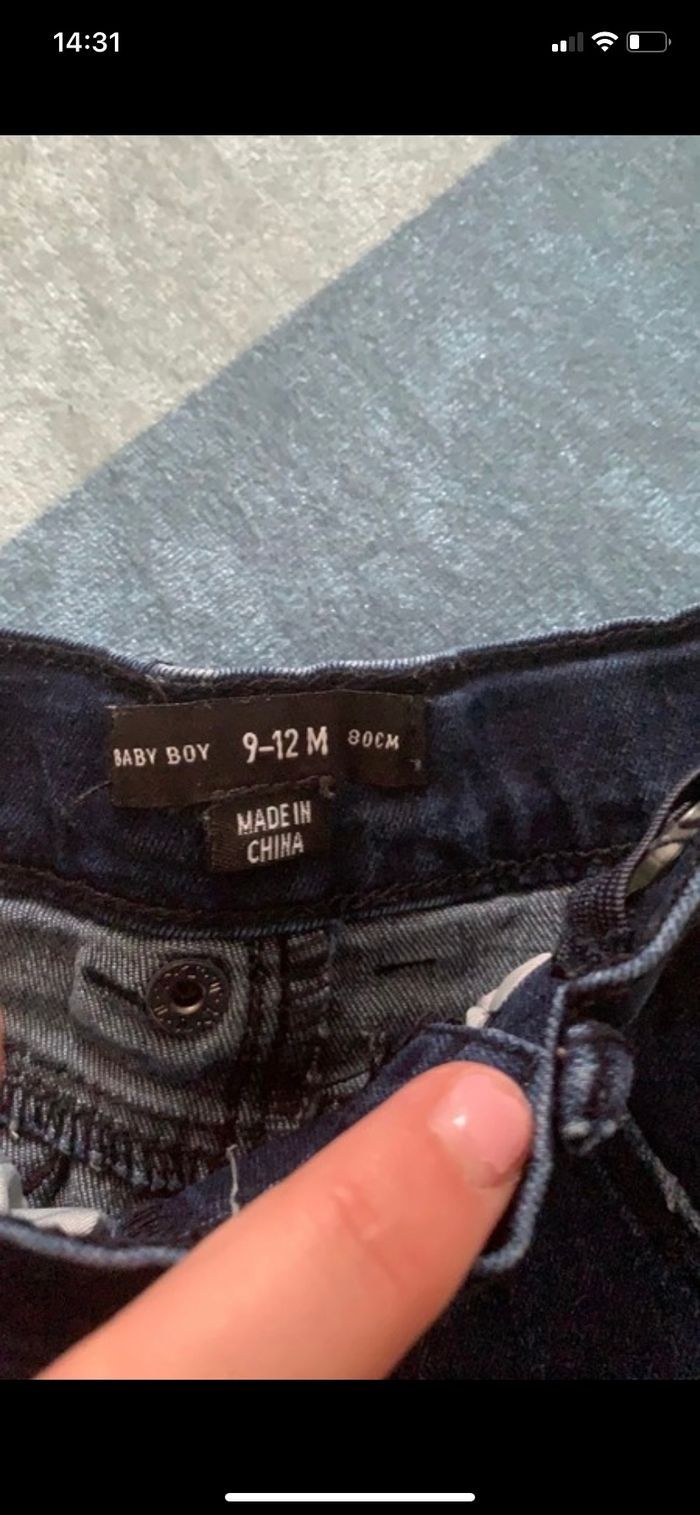 14:31
BABY BOY 9-12 M 80CM
MADE IN
CHINA